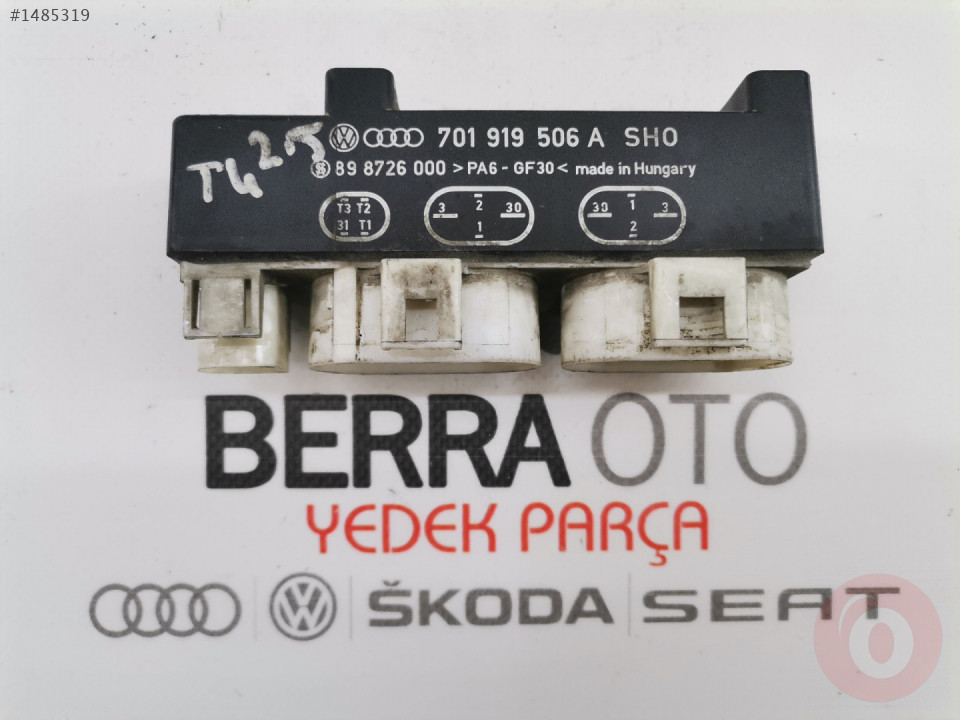 #1485319
T4 2.5
701 919 506 A SHO
89 8726 000 >PA6-GF30< made in Hungary
T3 T2
31 T1
3 2 30
1
30 1 3
2
BERRA OTO
YEDEK PARÇA
ŠKODA SEAT